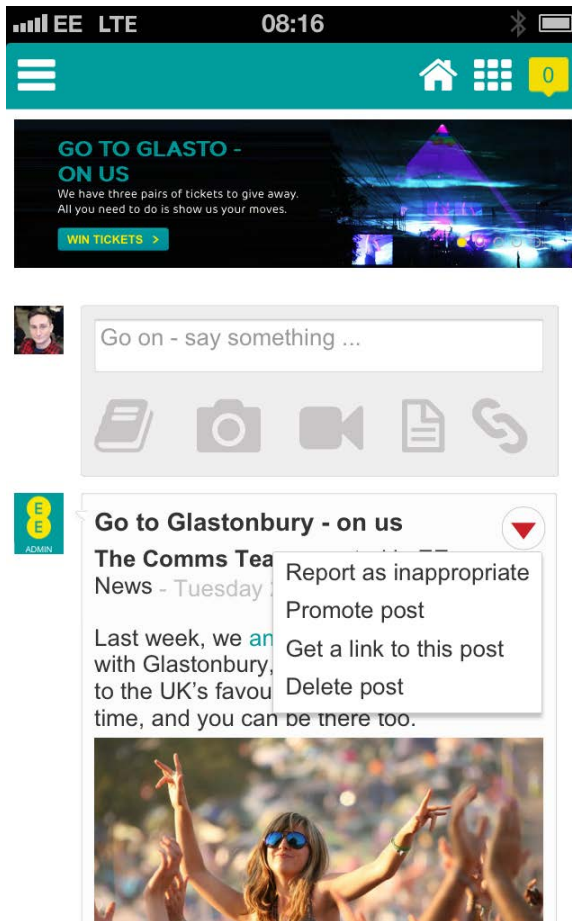 EE LTE 08:16
0
GO TO GLASTO -
ON US
We have three pairs of tickets to give away.
All you need to do is show us your moves.
WIN TICKETS >
Go on - say something ...
E
E
ADMIN
Go to Glastonbury - on us
The Comms Tea
News - Tuesday
Report as inappropriate
Promote post
Get a link to this post
Delete post
Last week, we an
with Glastonbury,
to the UK's favou
time, and you can be there too.